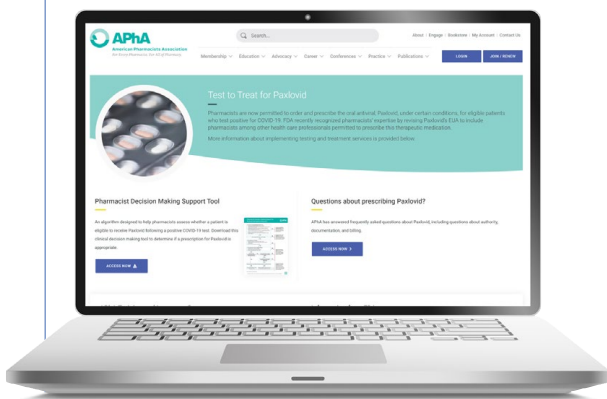 APhA
American Pharmacists Association
Search...
About | Engage | Bookstore | My Account | Contact Us
Membership Education Advocacy Career Conferences Practice Publications
LOGIN
JOIN / RENEW
Test to Treat for Paxlovid
Pharmacists are now permitted to order and prescribe the oral antiviral, Paxlovid, under certain conditions, for eligible patients
who test positive for COVID-19. FDA recently recognized pharmacists' expertise by revising Paxlovid's EUA to include
pharmacists among other health care professionals permitted to prescribe this therapeutic medication.
More information about implementing testing and treatment services is provided below.
Pharmacist Decision Making Support Tool
An algorithm designed to help pharmacists assess whether a patient is
eligible to receive Paxlovid following a positive COVID-19 test. Download this
clinical decision making tool to determine if a prescription for Paxlovid is
appropriate.
ACCESS NOW
Questions about prescribing Paxlovid?
APhA has answered frequently asked questions about Paxlovid, including questions about authority,
documentation, and billing.
ACCESS NOW >